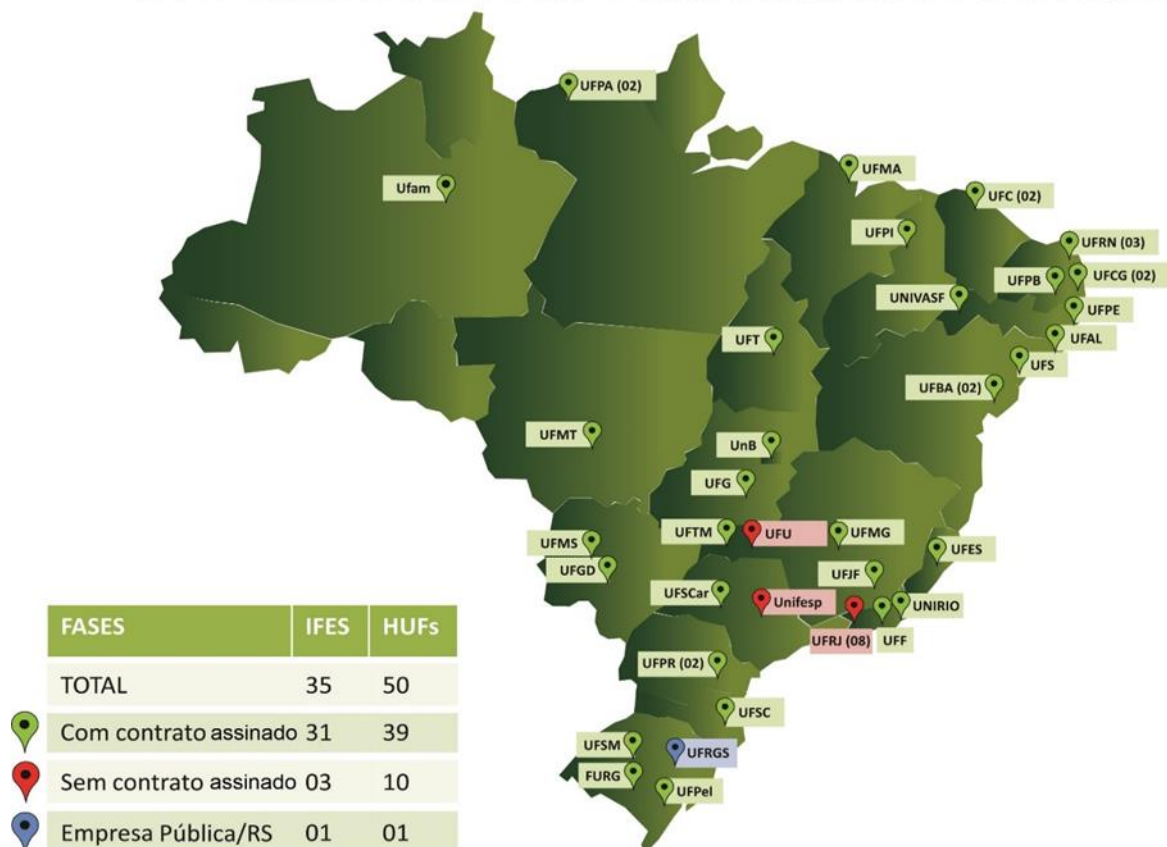 UFPA (02)
UFMA
Ufam
UFC (02)
UFPI
UFRN (03)
UFPB
UFCG (02)
UNIVASF
UFPE
UFT
UFAL
UFS
UFBA (02)
UFMT
UnB
UFG
UFTM
UFU
UFMG
UFMS
UFES
UFGD
UFJF
UFSCar
Unifesp
UNIRIO
UFRJ (08)
UFF
UFPR (02)
UFSC
UFSM
UFRGS
FURG
UFPel
FASES IFES HUFs
TOTAL 35 50
Com contrato assinado 31 39
Sem contrato assinado 03 10
Empresa Pública/RS 01 01